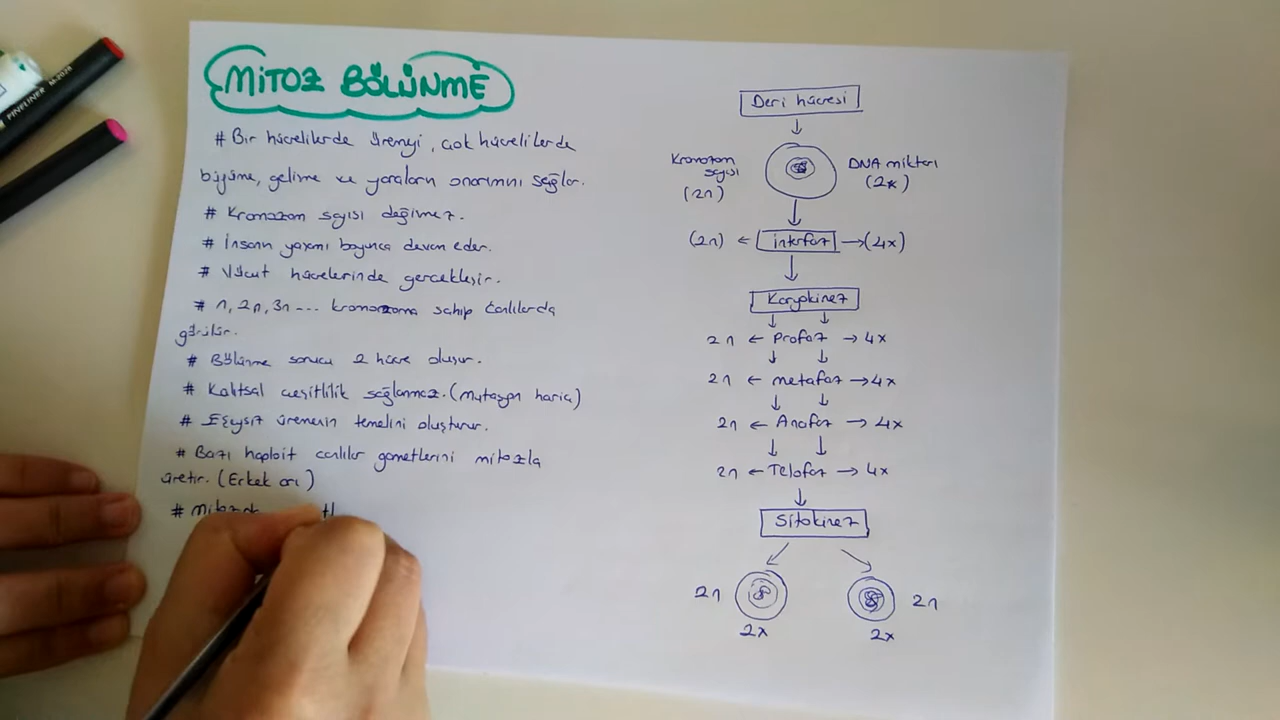 MİTOZ BÖLÜNME
# Bir hücrelilerde üremeyi, çok hücrelilerde
büyüme, gelişme ve yaraların onarımını sağlar.
# Kromozom sayısı değişmez.
# İnsanın yaşamı boyunca devam eder.
# Vücut hücrelerinde gerçekleşir.
# n, 2n, 3n --- kromozoma sahip canlılarda
görülür.
# Bölünme sonucu 2 hücre oluşur.
# Kalıtsal çeşitlilik sağlanmaz. (Mutasyon hariç)
# Eşeysiz üremenin temelini oluşturur.
# Bazı haploit canlılar gametlerini mitozla
üretir. (Erkek arı)
Deri hücresi
Kromozom
sayısı
(2n)
DNA miktarı
(2x)
(2n) ← interfaz → (4x)
Karyokinez
2n ← Profaz → 4x
2n ← metafaz → 4x
2n ← Anafaz → 4x
2n ← Telofaz → 4x
Sitokinez
2n 2n
2x 2x
FINELINER